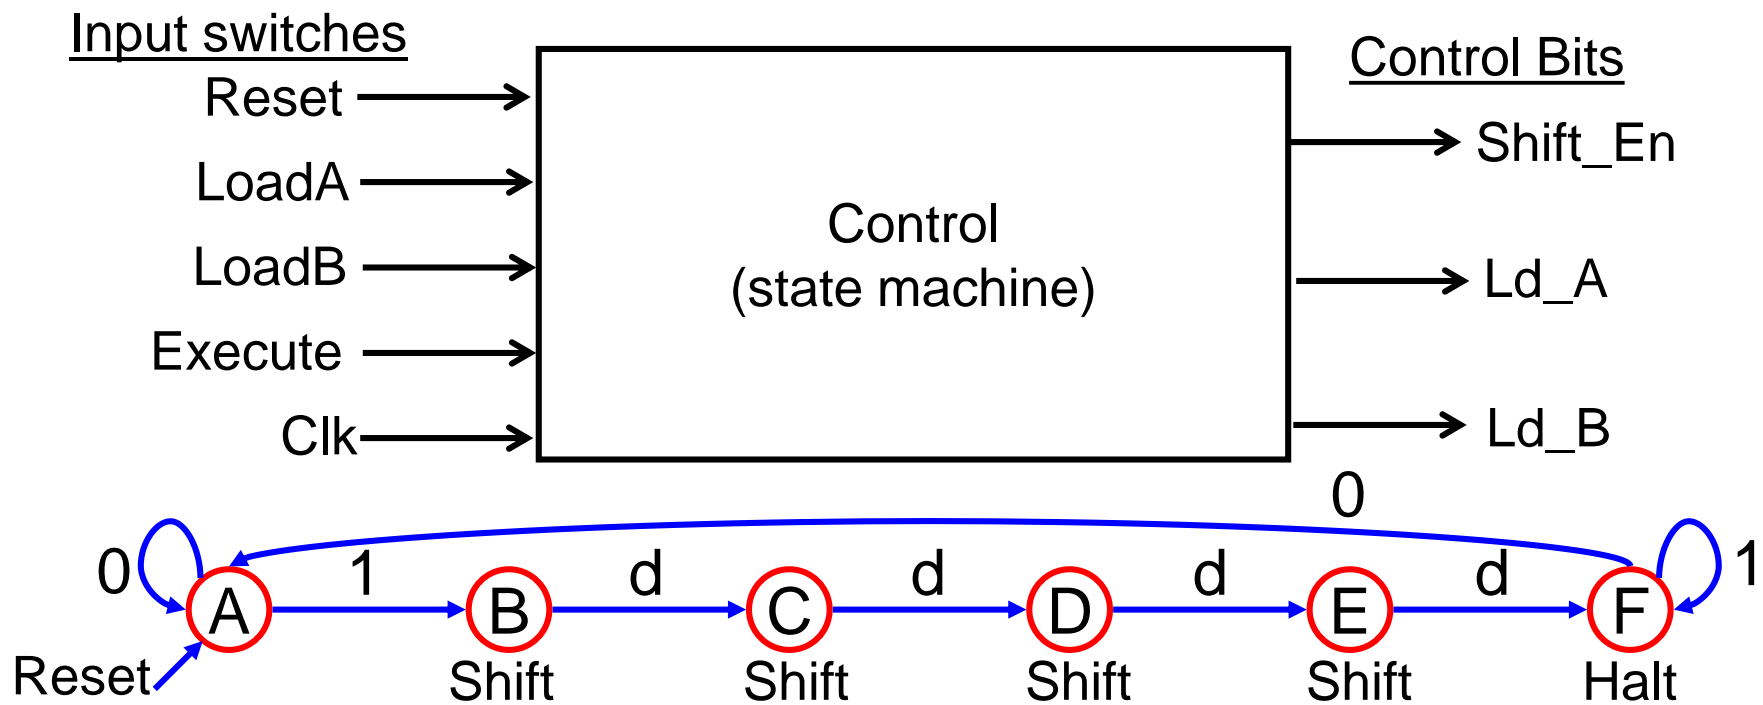 Input switches
Reset
LoadA
LoadB
Execute
Clk
Control
(state machine)
Control Bits
Shift_En
Ld_A
Ld_B
0
0
1
d
d
d
d
1
A
B
C
D
E
F
Reset
Shift
Shift
Shift
Shift
Halt